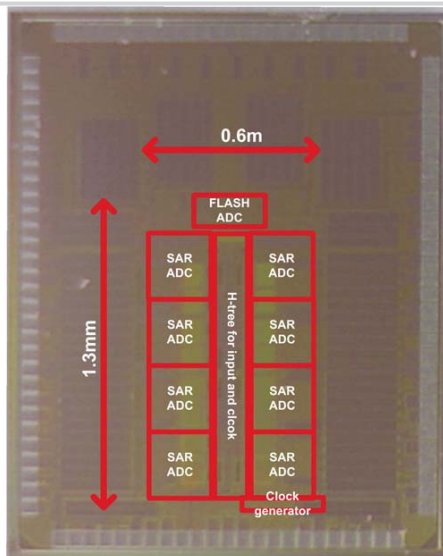 0.6m
FLASH
ADC
1.3mm
SAR
ADC
SAR
ADC
SAR
ADC
SAR
ADC
H-tree for input and clcok
SAR
ADC
SAR
ADC
SAR
ADC
SAR
ADC
Clock
generator